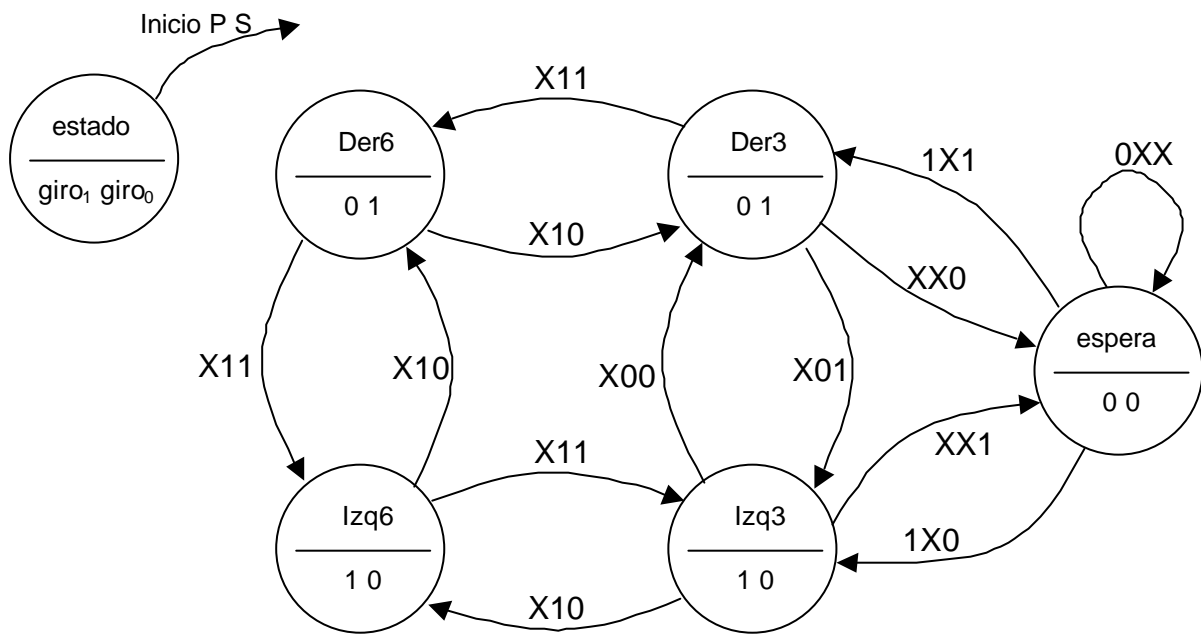 Inicio P S
estado
giro₁ giro₀
X11
Der6
0 1
Der3
0 1
1X1
0XX
X10
XX0
espera
0 0
X11
X10
X00
X01
XX1
X11
Izq6
1 0
Izq3
1 0
1X0
X10